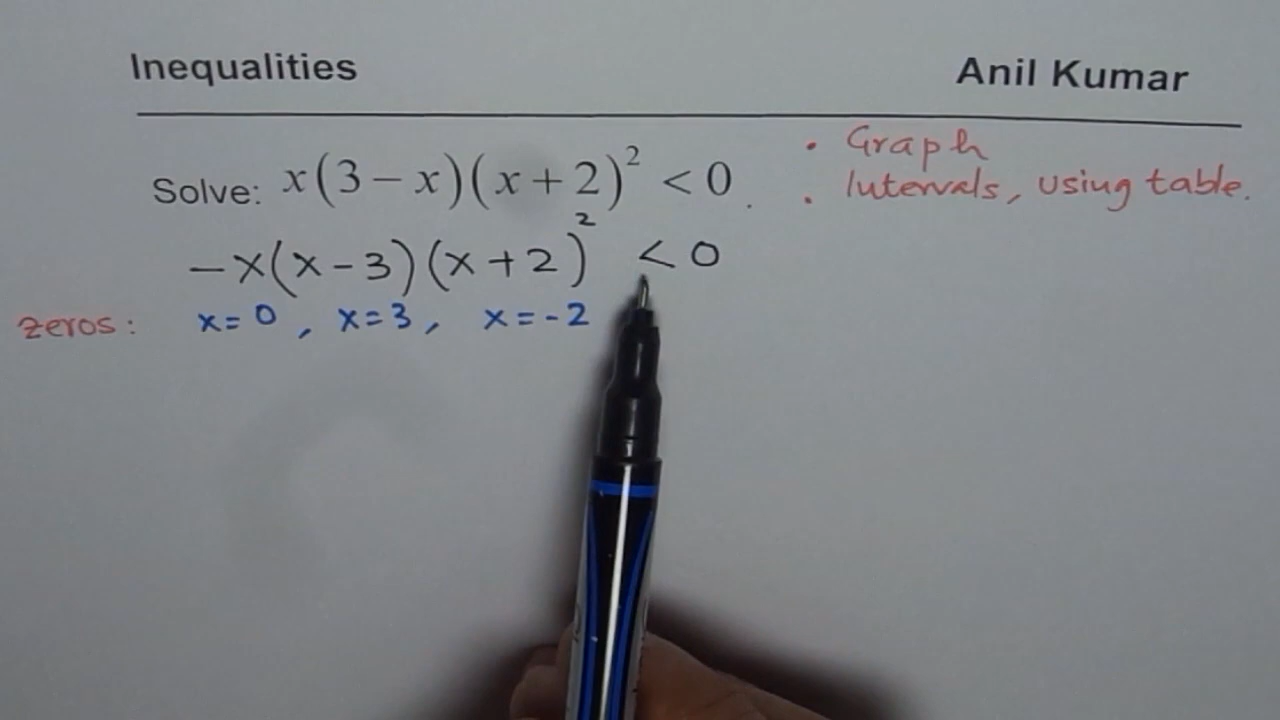 Inequalities Anil Kumar
Solve: x(3 − x)(x + 2)² < 0.
• Graph
• Intervals, using table.
−x(x−3)(x+2)² < 0
zeros: x=0, x=3, x=-2